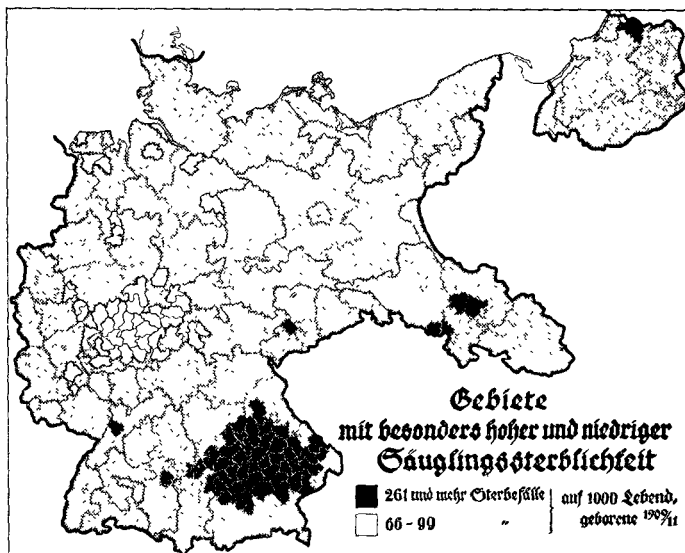 Gebiete
mit besonders hoher und niedriger
Säuglingssterblichkeit
261 und mehr Sterbefälle
66-99 "
auf 1000 Lebend,
geborene 1909/11